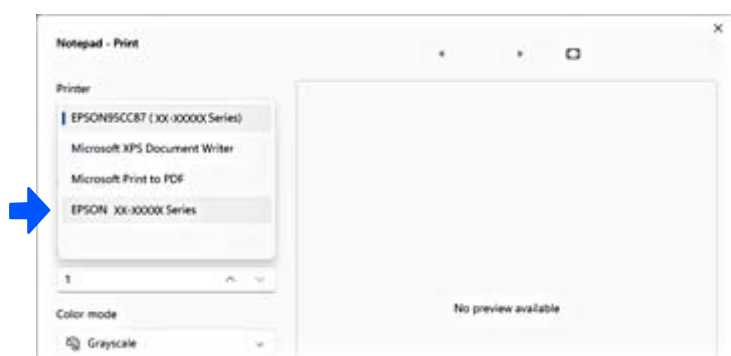 Notepad - Print
Printer
EPSON95CC87 ( XX-XXXXX Series)
Microsoft XPS Document Writer
Microsoft Print to PDF
EPSON XX-XXXXX Series
1
Color mode
Grayscale
No preview available